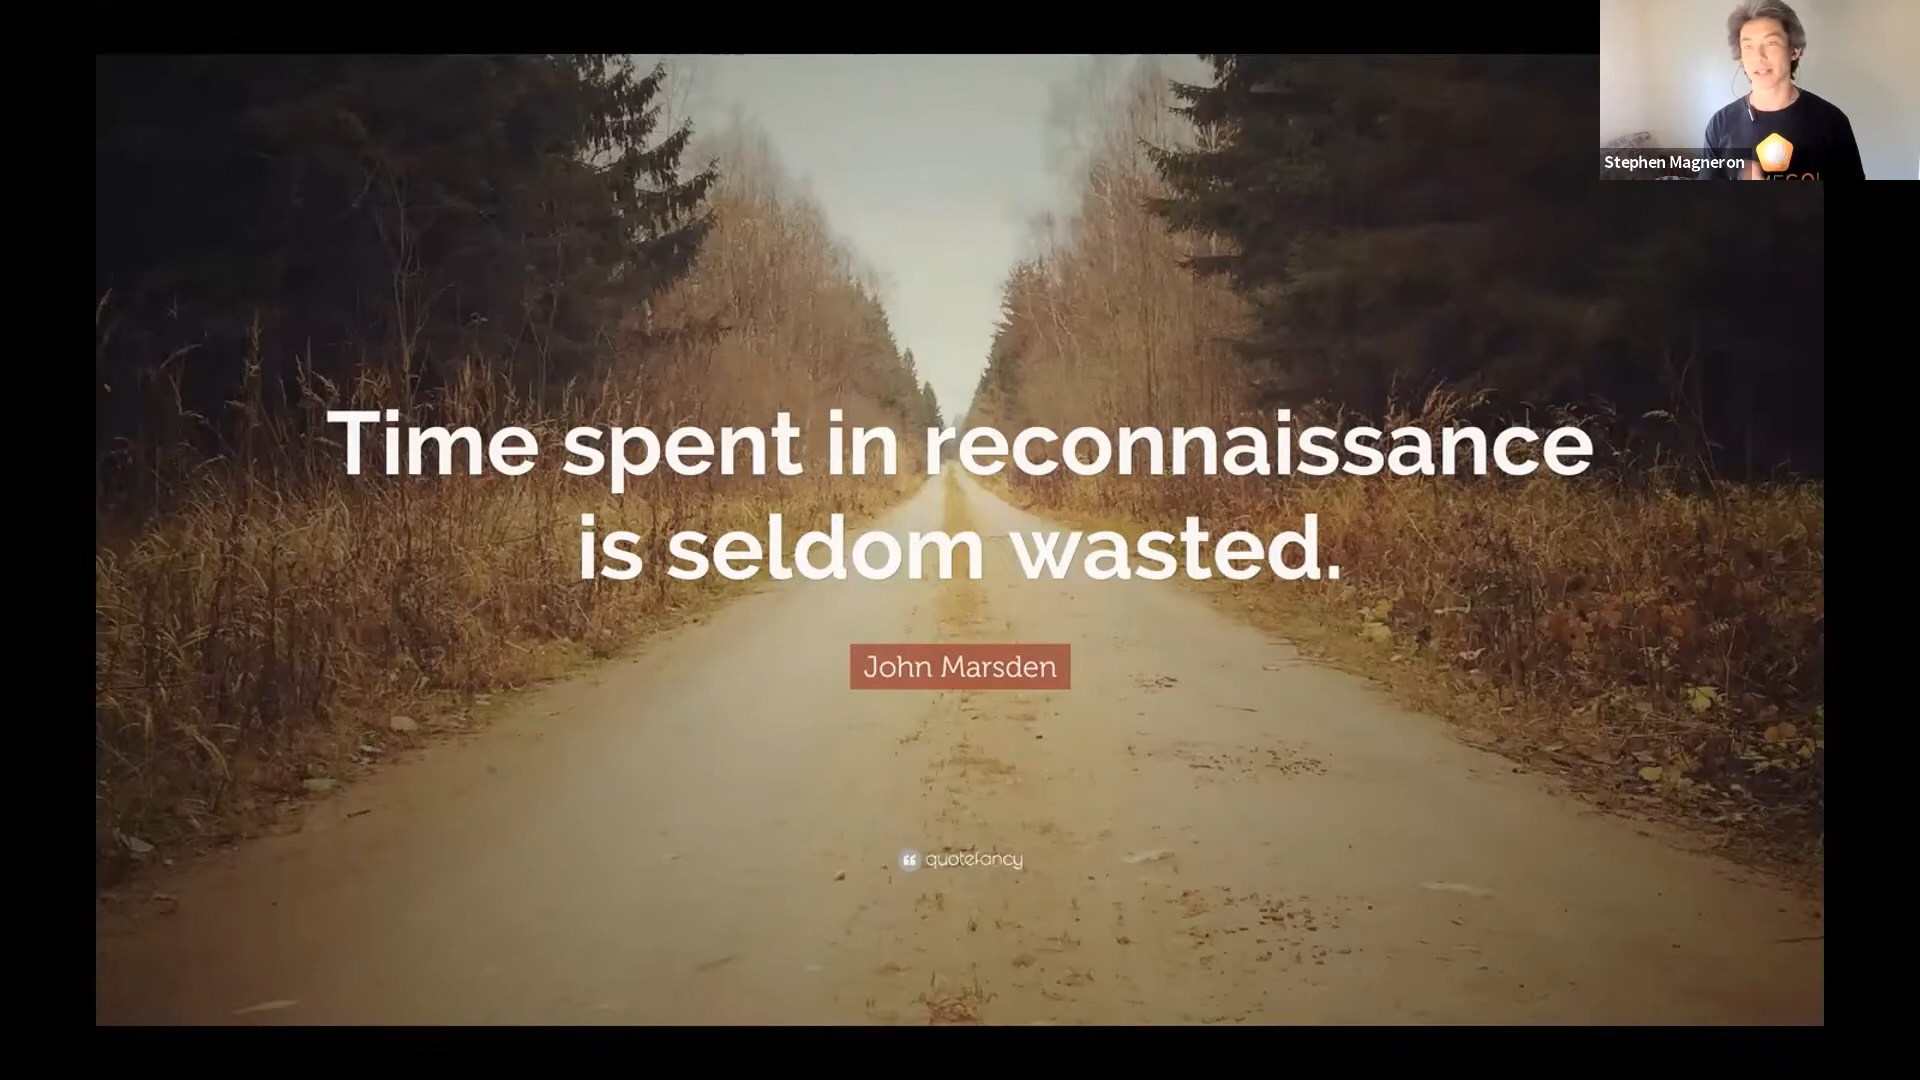 Stephen Magneron
Time spent in reconnaissance
is seldom wasted.
John Marsden
quotefancy